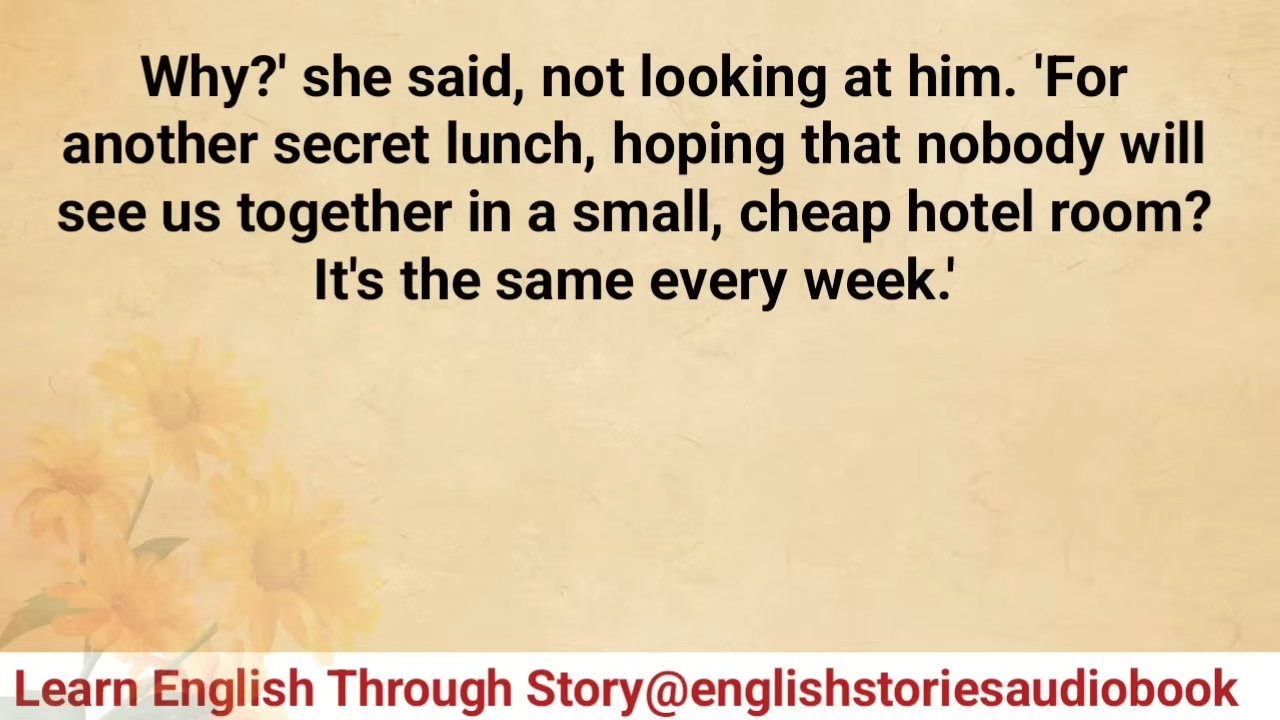 Why?' she said, not looking at him. 'For
another secret lunch, hoping that nobody will
see us together in a small, cheap hotel room?
It's the same every week.'
Learn English Through Story@englishstoriesaudiobook